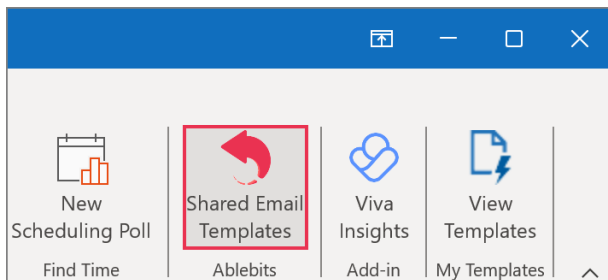 New
Scheduling Poll
Find Time
Shared Email
Templates
Ablebits
Viva
Insights
Add-in
View
Templates
My Templates